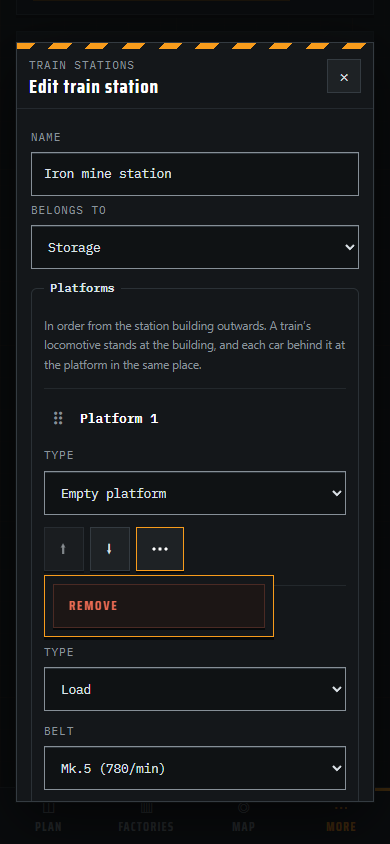 TRAIN STATIONS
Edit train station
×
NAME
Iron mine station
BELONGS TO
Storage
Platforms
In order from the station building outwards. A train's
locomotive stands at the building, and each car behind it at
the platform in the same place.
Platform 1
TYPE
Empty platform
REMOVE
TYPE
Load
BELT
Mk.5 (780/min)
PLAN
FACTORIES
MAP
MORE